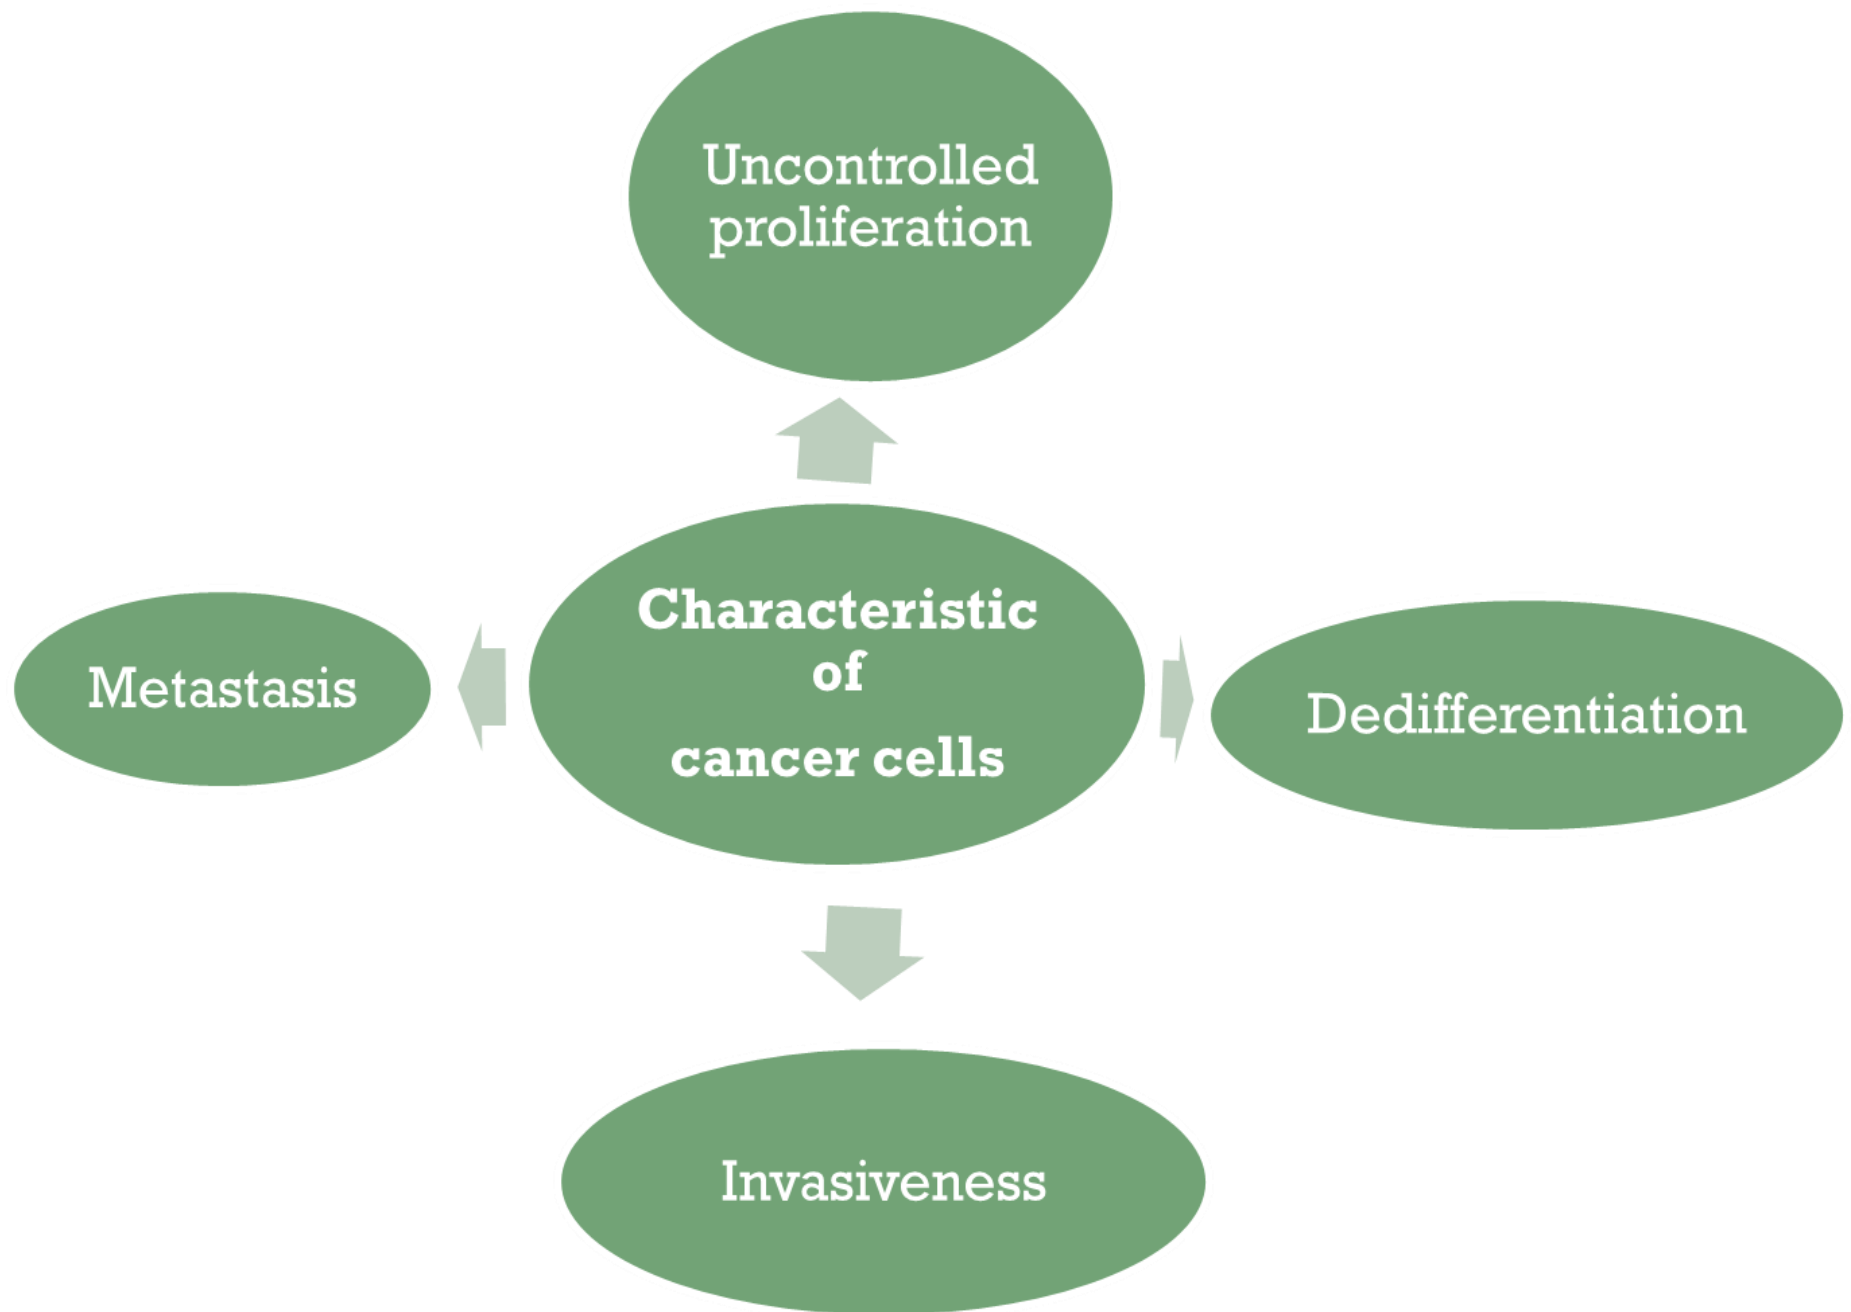 Uncontrolled
proliferation
Characteristic
of
cancer cells
Metastasis
Dedifferentiation
Invasiveness